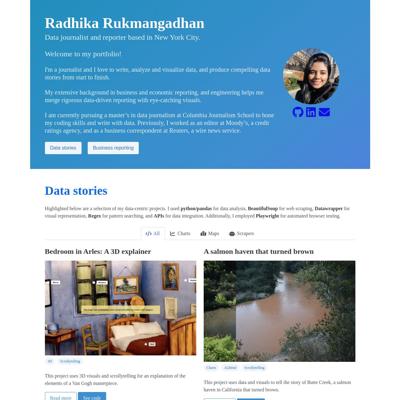 Radhika Rukmangadhan
Data journalist and reporter based in New York City.
Welcome to my portfolio!
I'm a journalist and I love to write, analyze and visualize data, and produce compelling data
stories from start to finish.
My extensive background in business and economic reporting, and engineering helps me
merge rigorous data-driven reporting with eye-catching visuals.
I am currently pursuing a master's in data journalism at Columbia Journalism School to hone
my coding skills and write with data. Previously, I worked as an editor at Moody's, a credit
ratings agency, and as a business correspondent at Reuters, a wire news service.
Data stories
Business reporting
Data stories
Highlighted below are a selection of my data-centric projects. I used python/pandas for data analysis, BeautifulSoup for web scraping, Datawrapper for
visual representation, Regex for pattern searching, and APIs for data integration. Additionally, I employed Playwright for automated browser testing.
All
Charts
Maps
Scrapers
Bedroom in Arles: A 3D explainer
A salmon haven that turned brown
3D
Scrollytelling
Charts
AI2html
Scrollytelling
This project uses 3D visuals and scrollytelling for an explanation of the
elements of a Van Gogh masterpiece.
This project uses data and visuals to tell the story of Butte Creek, a salmon
haven in California that turned brown.
Read more
See code